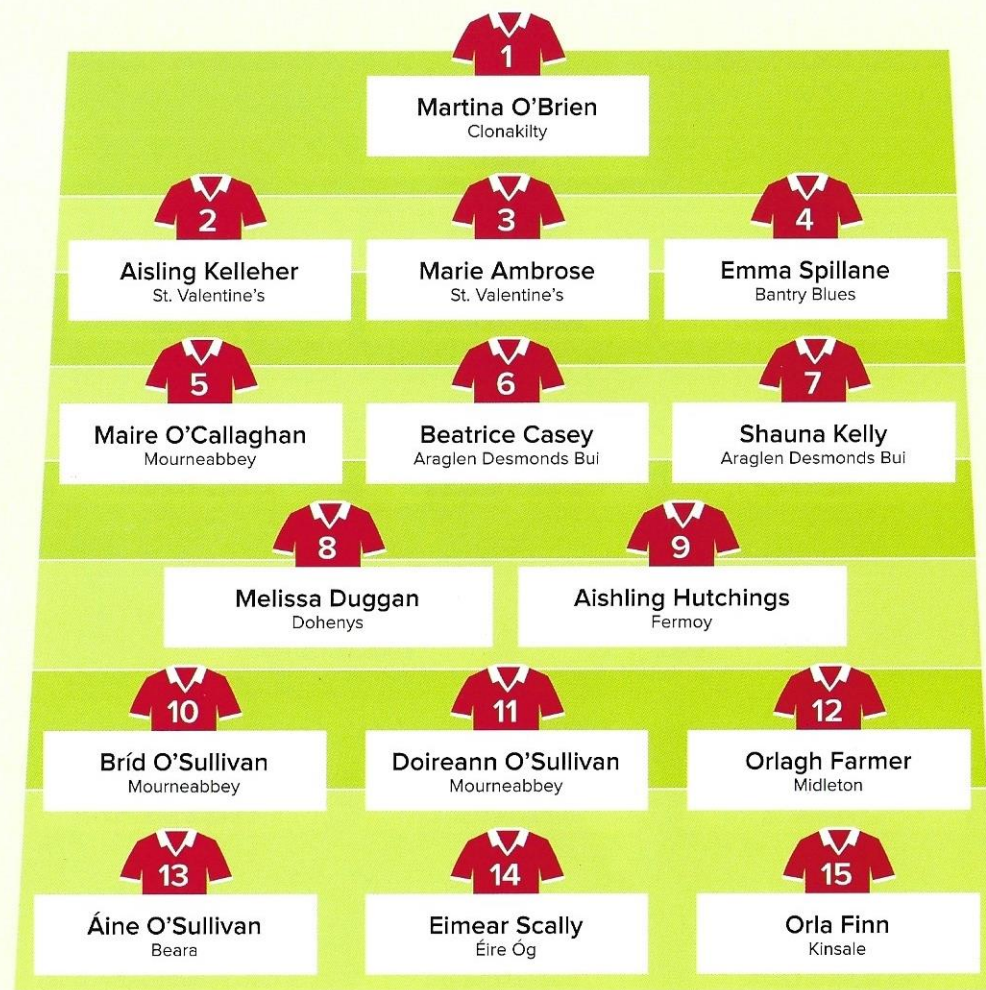 1
Martina O'Brien
Clonakilty
2
Aisling Kelleher
St. Valentine's
3
Marie Ambrose
St. Valentine's
4
Emma Spillane
Bantry Blues
5
Maire O'Callaghan
Mourneabbey
6
Beatrice Casey
Araglen Desmonds Bui
7
Shauna Kelly
Araglen Desmonds Bui
8
Melissa Duggan
Dohenys
9
Aishling Hutchings
Fermoy
10
Bríd O'Sullivan
Mourneabbey
11
Doireann O'Sullivan
Mourneabbey
12
Orlagh Farmer
Midleton
13
Áine O'Sullivan
Beara
14
Eimear Scally
Éire Óg
15
Orla Finn
Kinsale